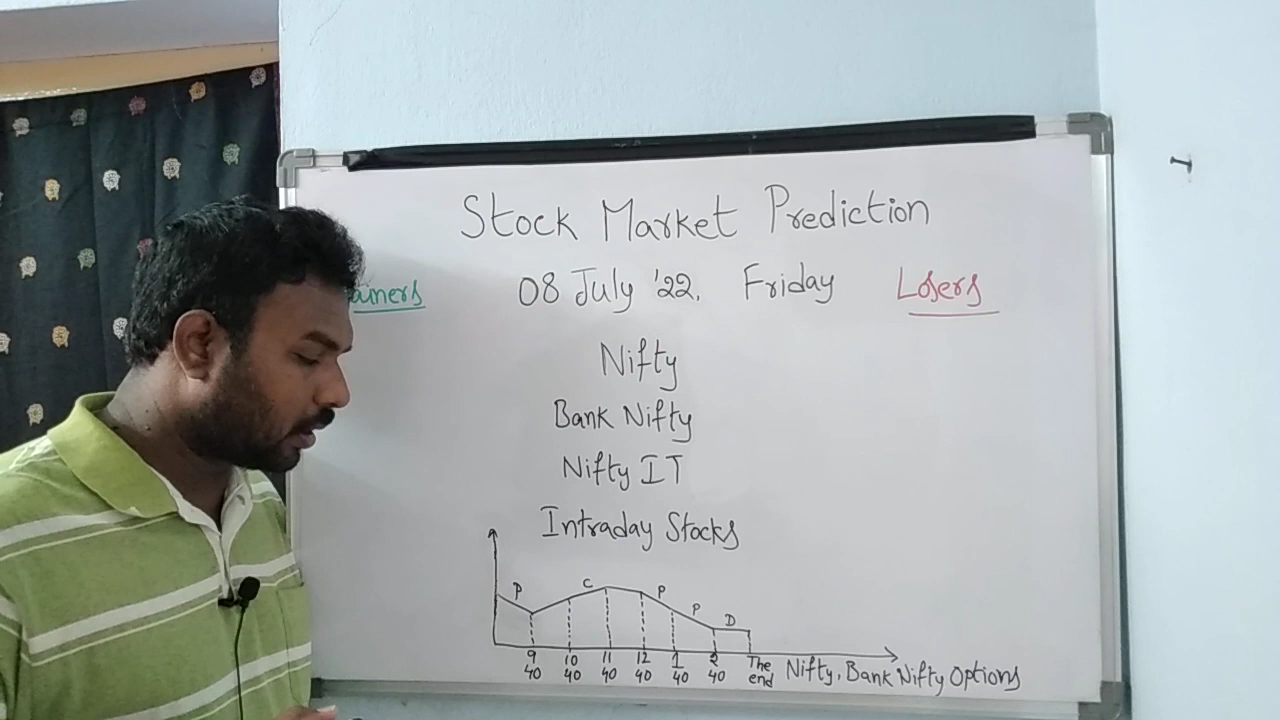 Stock Market Prediction
ainers 08 July '22. Friday Losers
Nifty
Bank Nifty
Nifty IT
Intraday Stocks
P C P P D
9 10 11 12 1 2 The
40 40 40 40 40 40 end
Nifty, Bank Nifty Options